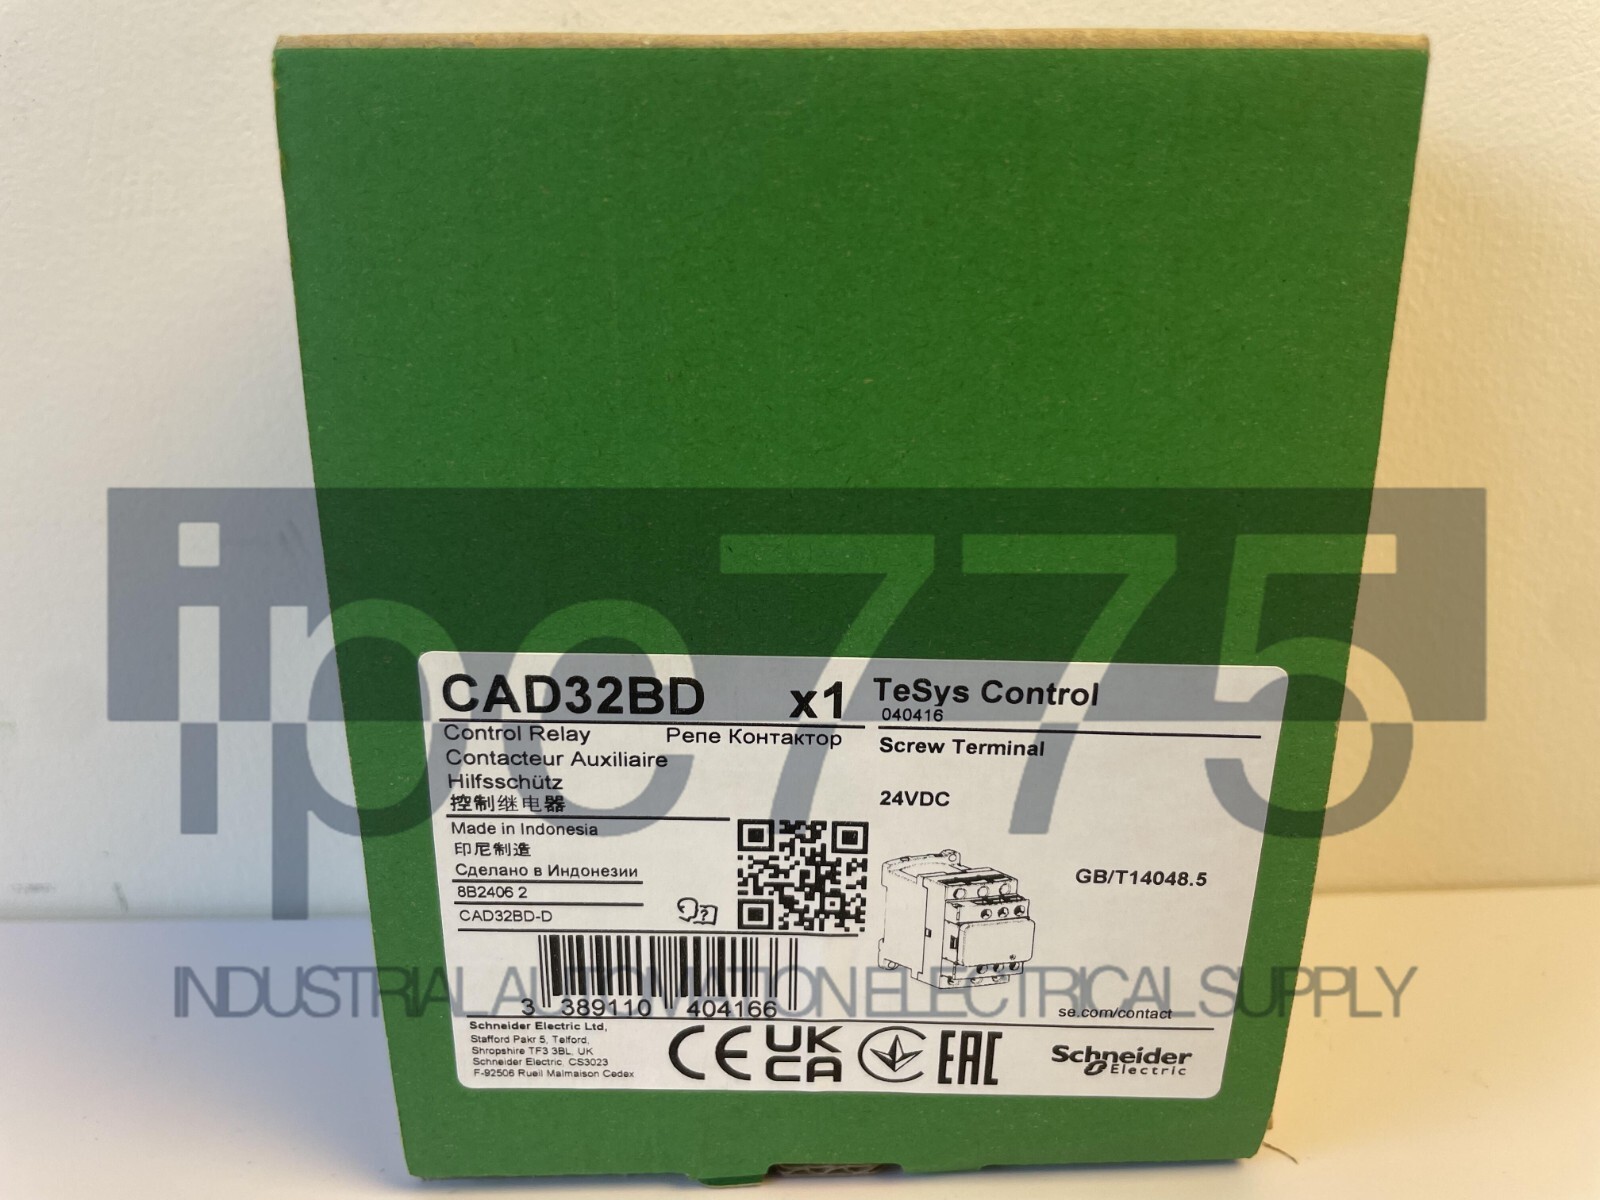 ipc775
CAD32BD x1
TeSys Control
040416
Control Relay Реле Контактор
Contacteur Auxiliaire
Hilfsschütz
控制继电器
Screw Terminal
24VDC
Made in Indonesia
印尼制造
Сделано в Индонезии
8B2406 2
CAD32BD-D
GB/T14048.5
INDUSTRIAL AUTOMATION ELECTRICAL SUPPLY
3 389110 404166
se.com/contact
Schneider Electric Ltd,
Stafford Pakr 5, Telford,
Shropshire TF3 3BL, UK
Schneider Electric, CS3023
F-92506 Rueil Malmaison Cedex
CE UK CA EAC
Schneider
Electric